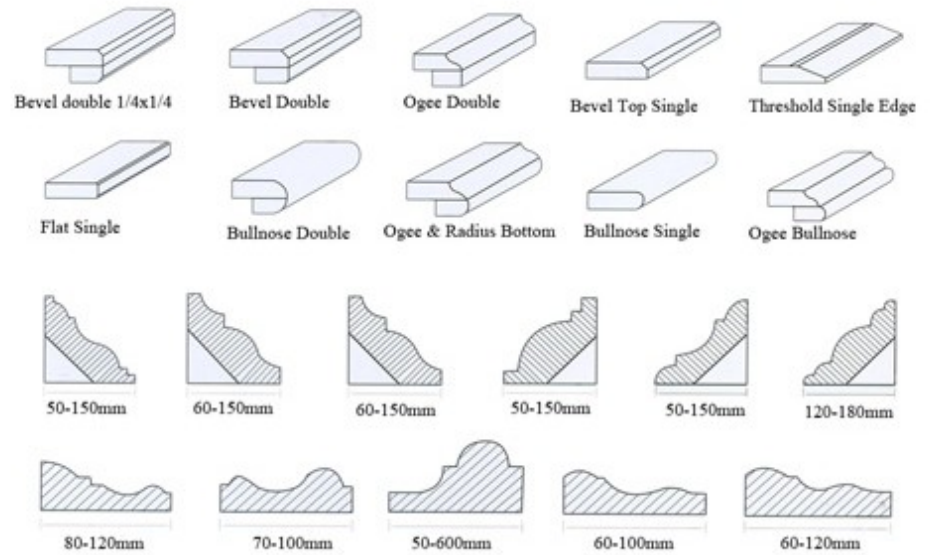 Bevel double 1/4x1/4
Bevel Double
Ogee Double
Bevel Top Single
Threshold Single Edge
Flat Single
Bullnose Double
Ogee & Radius Bottom
Bullnose Single
Ogee Bullnose
50-150mm
60-150mm
60-150mm
50-150mm
50-150mm
120-180mm
80-120mm
70-100mm
50-600mm
60-100mm
60-120mm